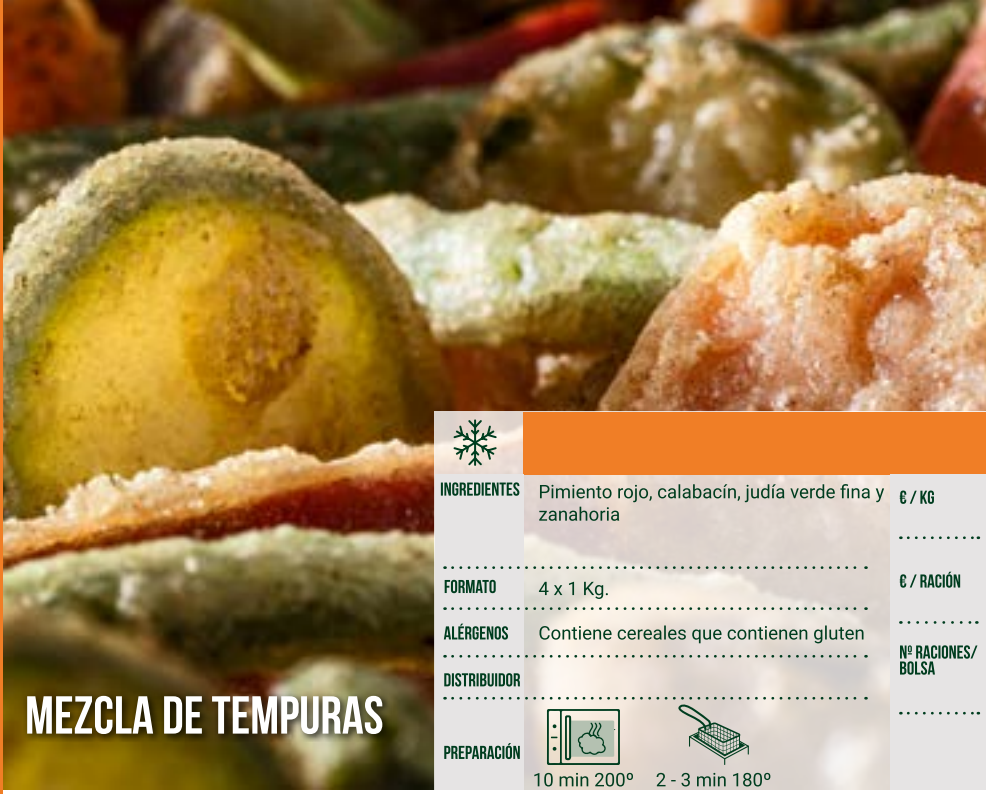 INGREDIENTES
Pimiento rojo, calabacín, judía verde fina y
zanahoria
FORMATO
4 x 1 Kg.
ALÉRGENOS
Contiene cereales que contienen gluten
DISTRIBUIDOR
PREPARACIÓN
10 min 200º
2 - 3 min 180º
€ / KG
€ / RACIÓN
Nº RACIONES/
BOLSA
MEZCLA DE TEMPURAS